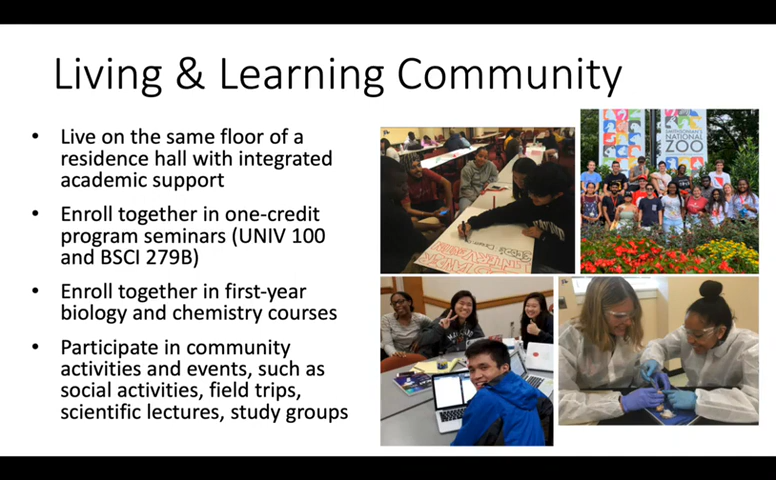 Living & Learning Community
• Live on the same floor of a
residence hall with integrated
academic support
• Enroll together in one-credit
program seminars (UNIV 100
and BSCI 279B)
• Enroll together in first-year
biology and chemistry courses
• Participate in community
activities and events, such as
social activities, field trips,
scientific lectures, study groups
NATIONAL
ZOO